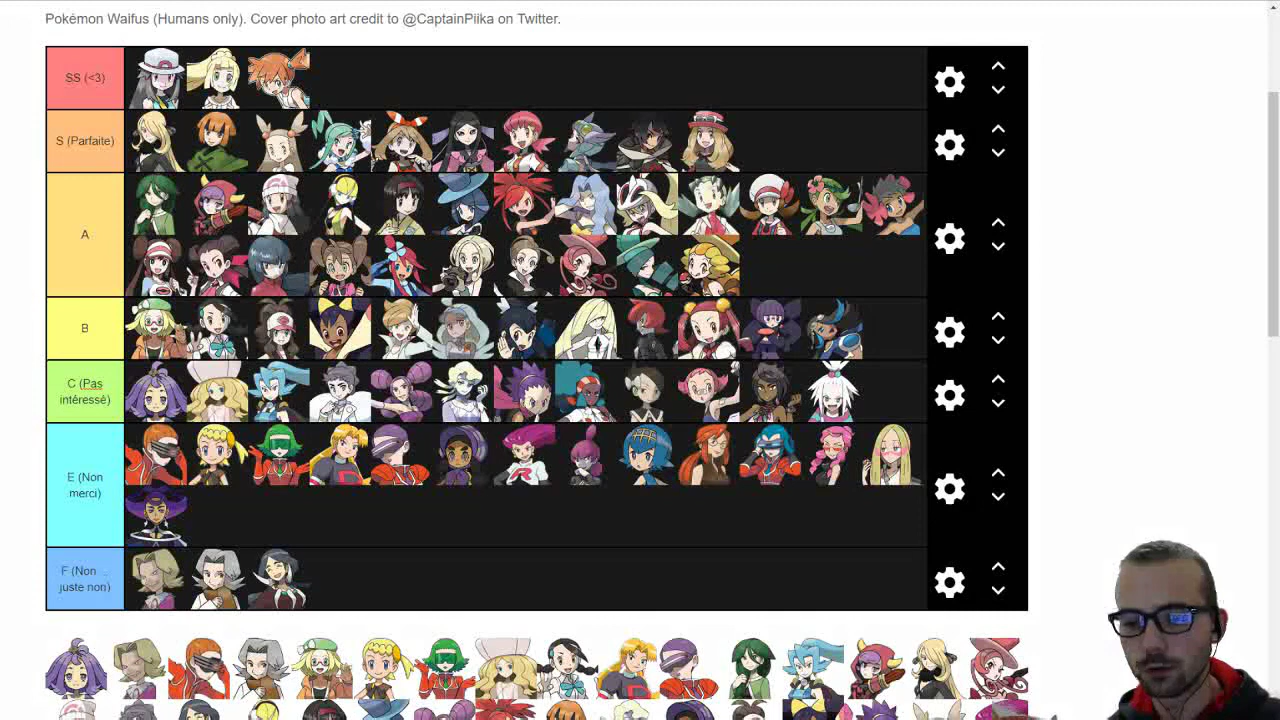 Pokémon Waifus (Humans only). Cover photo art credit to @CaptainPiika on Twitter.
SS (<3)
S (Parfaite)
A
B
C (Pas
intéressé)
E (Non
merci)
F (Non
juste non)
R